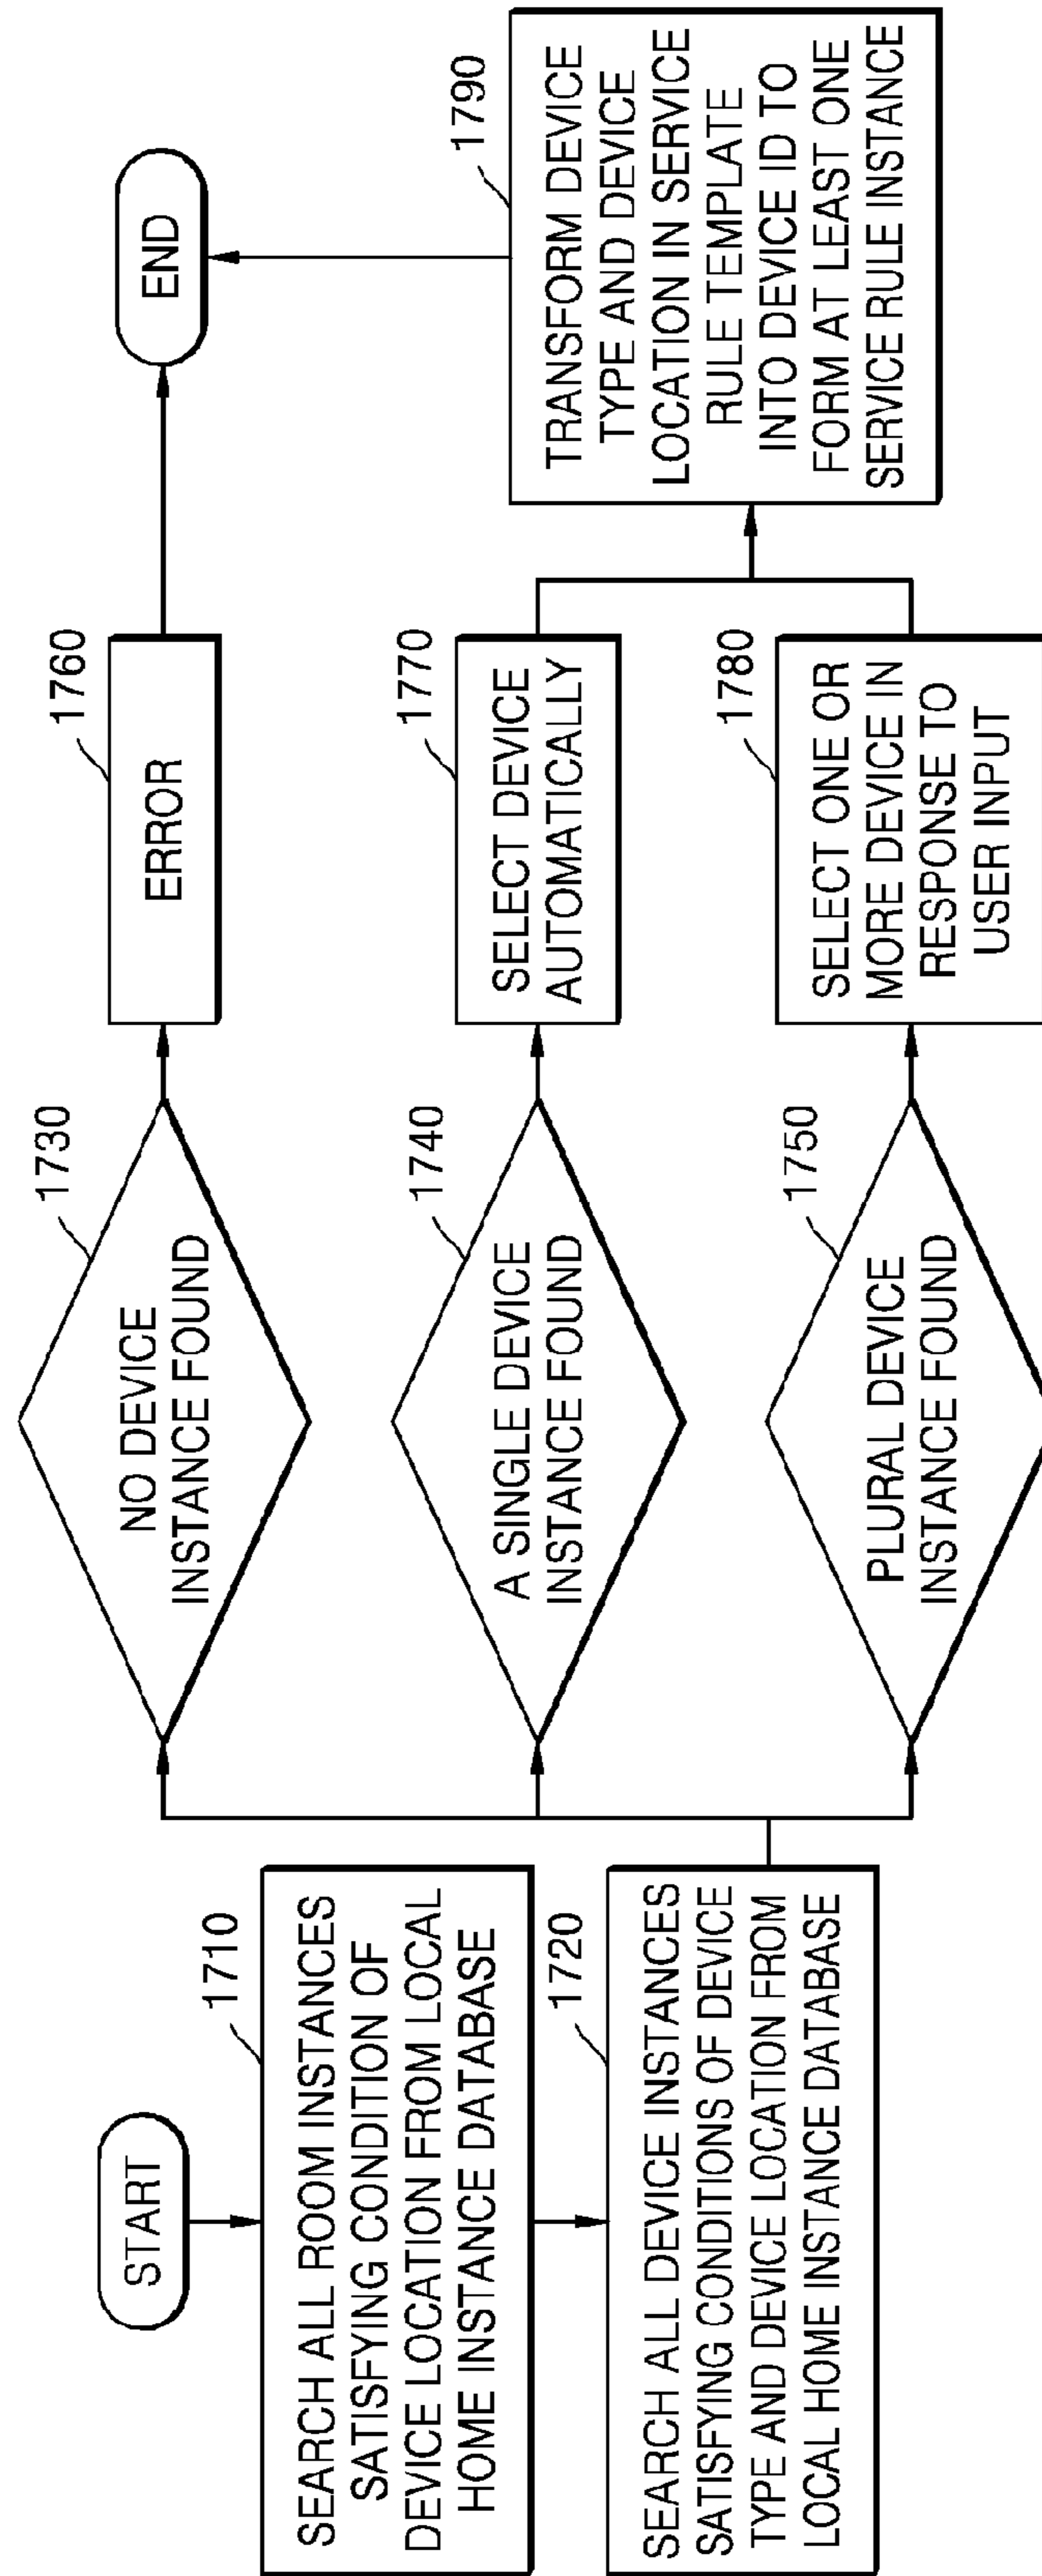 START
1710
SEARCH ALL ROOM INSTANCES
SATISFYING CONDITION OF
DEVICE LOCATION FROM LOCAL
HOME INSTANCE DATABASE
1720
SEARCH ALL DEVICE INSTANCES
SATISFYING CONDITIONS OF DEVICE
TYPE AND DEVICE LOCATION FROM
LOCAL HOME INSTANCE DATABASE
1730
NO DEVICE
INSTANCE FOUND
1740
A SINGLE DEVICE
INSTANCE FOUND
1750
PLURAL DEVICE
INSTANCE FOUND
1760
ERROR
1770
SELECT DEVICE
AUTOMATICALLY
1780
SELECT ONE OR
MORE DEVICE IN
RESPONSE TO
USER INPUT
END
1790
TRANSFORM DEVICE
TYPE AND DEVICE
LOCATION IN SERVICE
RULE TEMPLATE
INTO DEVICE ID TO
FORM AT LEAST ONE
SERVICE RULE INSTANCE